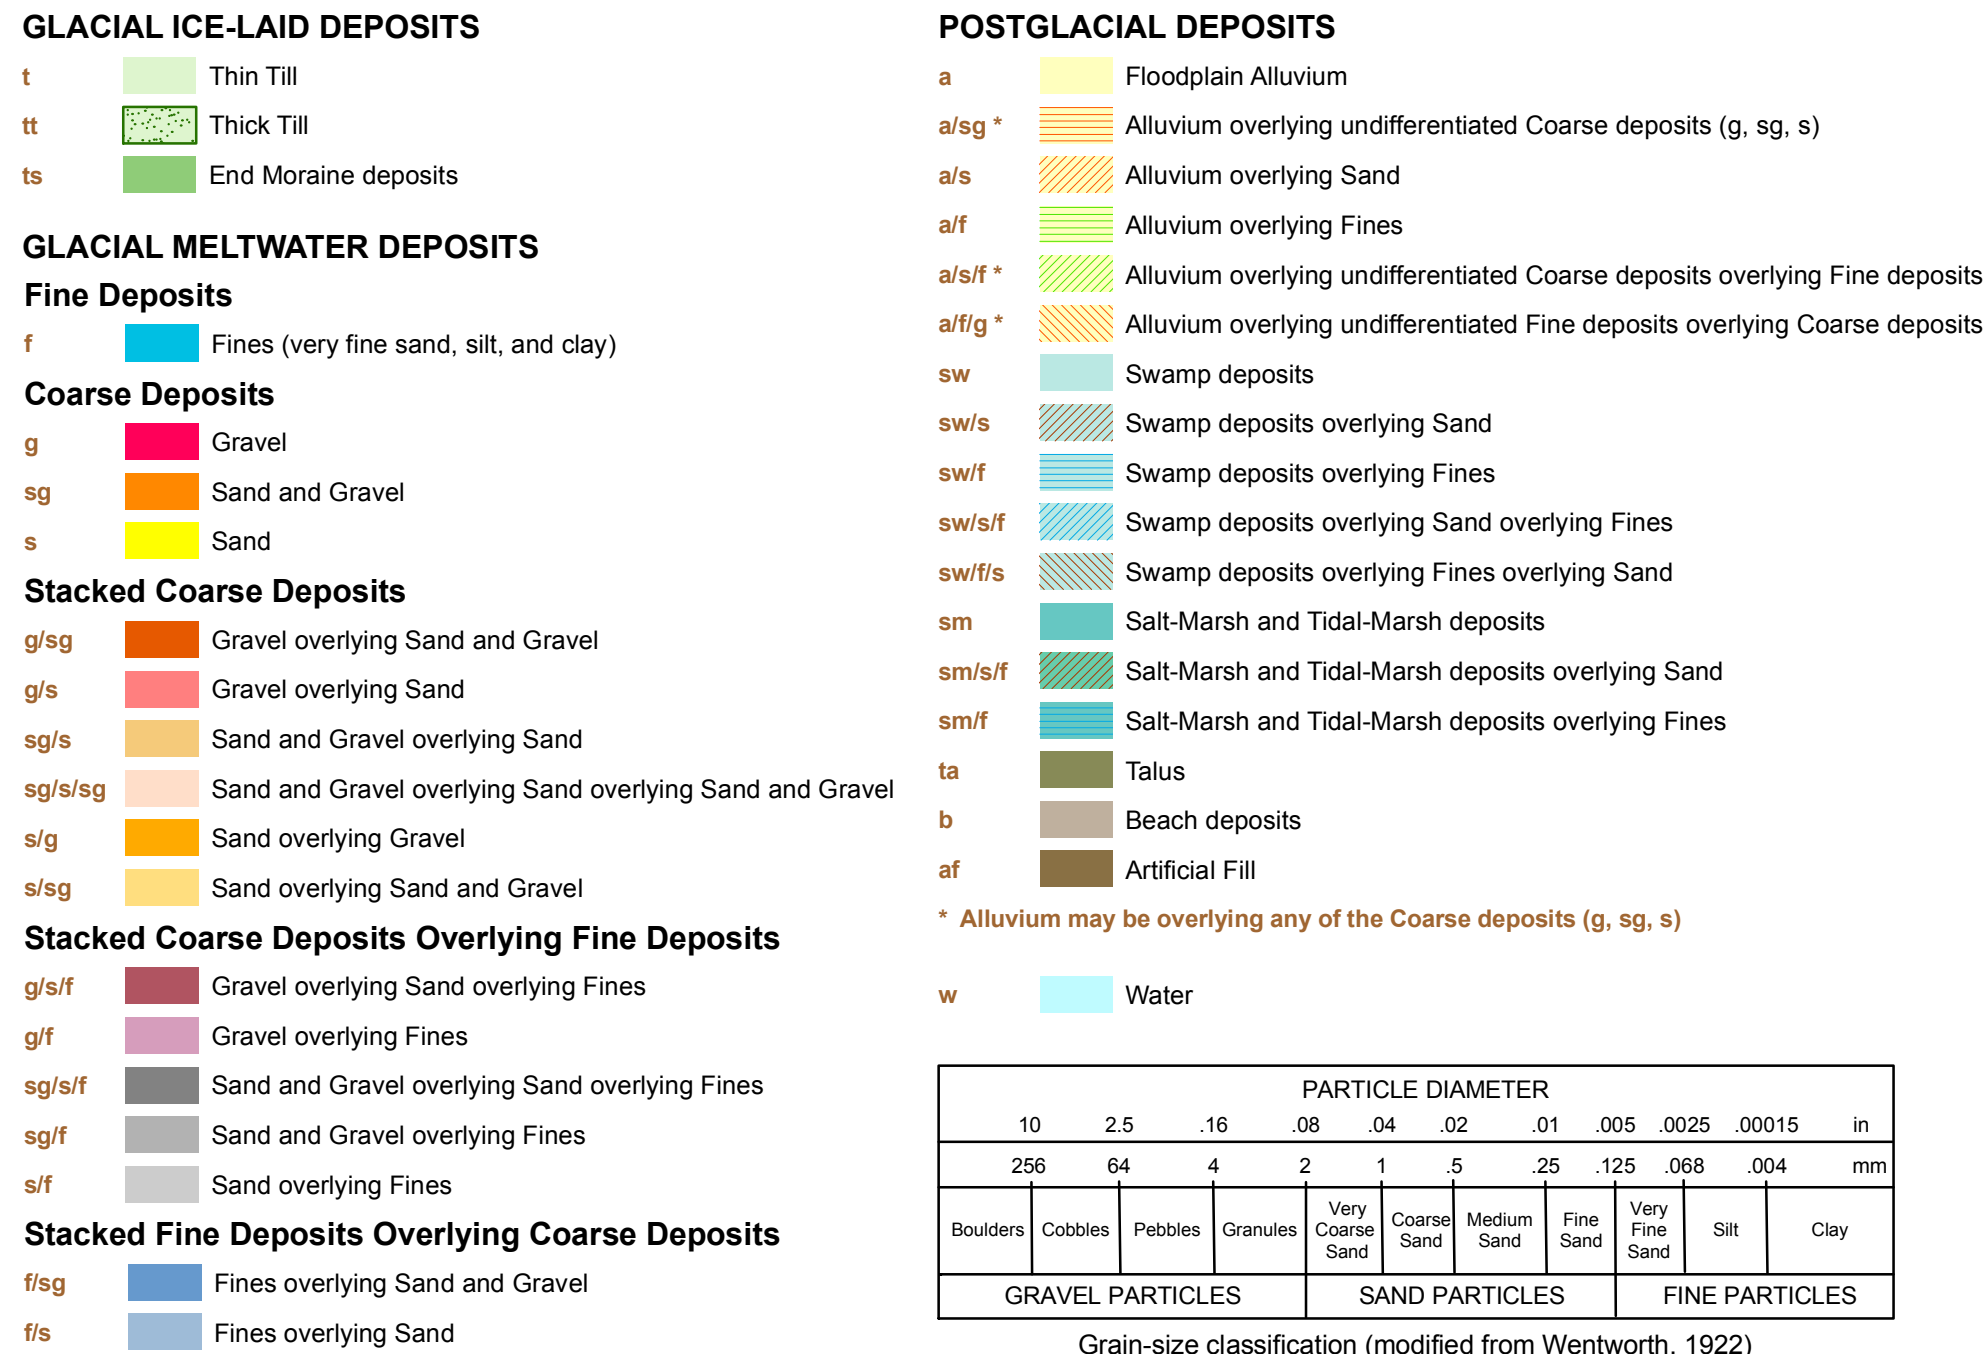 GLACIAL ICE-LAID DEPOSITS
t Thin Till
tt Thick Till
ts End Moraine deposits
GLACIAL MELTWATER DEPOSITS
Fine Deposits
f Fines (very fine sand, silt, and clay)
Coarse Deposits
g Gravel
sg Sand and Gravel
s Sand
Stacked Coarse Deposits
g/sg Gravel overlying Sand and Gravel
g/s Gravel overlying Sand
sg/s Sand and Gravel overlying Sand
sg/s/sg Sand and Gravel overlying Sand overlying Sand and Gravel
s/g Sand overlying Gravel
s/sg Sand overlying Sand and Gravel
Stacked Coarse Deposits Overlying Fine Deposits
g/s/f Gravel overlying Sand overlying Fines
g/f Gravel overlying Fines
sg/s/f Sand and Gravel overlying Sand overlying Fines
sg/f Sand and Gravel overlying Fines
s/f Sand overlying Fines
Stacked Fine Deposits Overlying Coarse Deposits
f/sg Fines overlying Sand and Gravel
f/s Fines overlying Sand
POSTGLACIAL DEPOSITS
a Floodplain Alluvium
a/sg * Alluvium overlying undifferentiated Coarse deposits (g, sg, s)
a/s Alluvium overlying Sand
a/f Alluvium overlying Fines
a/s/f * Alluvium overlying undifferentiated Coarse deposits overlying Fine deposits
a/f/g * Alluvium overlying undifferentiated Fine deposits overlying Coarse deposits
sw Swamp deposits
sw/s Swamp deposits overlying Sand
sw/f Swamp deposits overlying Fines
sw/s/f Swamp deposits overlying Sand overlying Fines
sw/f/s Swamp deposits overlying Fines overlying Sand
sm Salt-Marsh and Tidal-Marsh deposits
sm/s/f Salt-Marsh and Tidal-Marsh deposits overlying Sand
sm/f Salt-Marsh and Tidal-Marsh deposits overlying Fines
ta Talus
b Beach deposits
af Artificial Fill
* Alluvium may be overlying any of the Coarse deposits (g, sg, s)
w Water
PARTICLE DIAMETER
10 2.5 .16 .08 .04 .02 .01 .005 .0025 .00015 in
256 64 4 2 1 .5 .25 .125 .068 .004 mm
Boulders Cobbles Pebbles Granules Very Coarse Sand Coarse Sand Medium Sand Fine Sand Very Fine Sand Silt Clay
GRAVEL PARTICLES SAND PARTICLES FINE PARTICLES
Grain-size classification (modified from Wentworth, 1922)